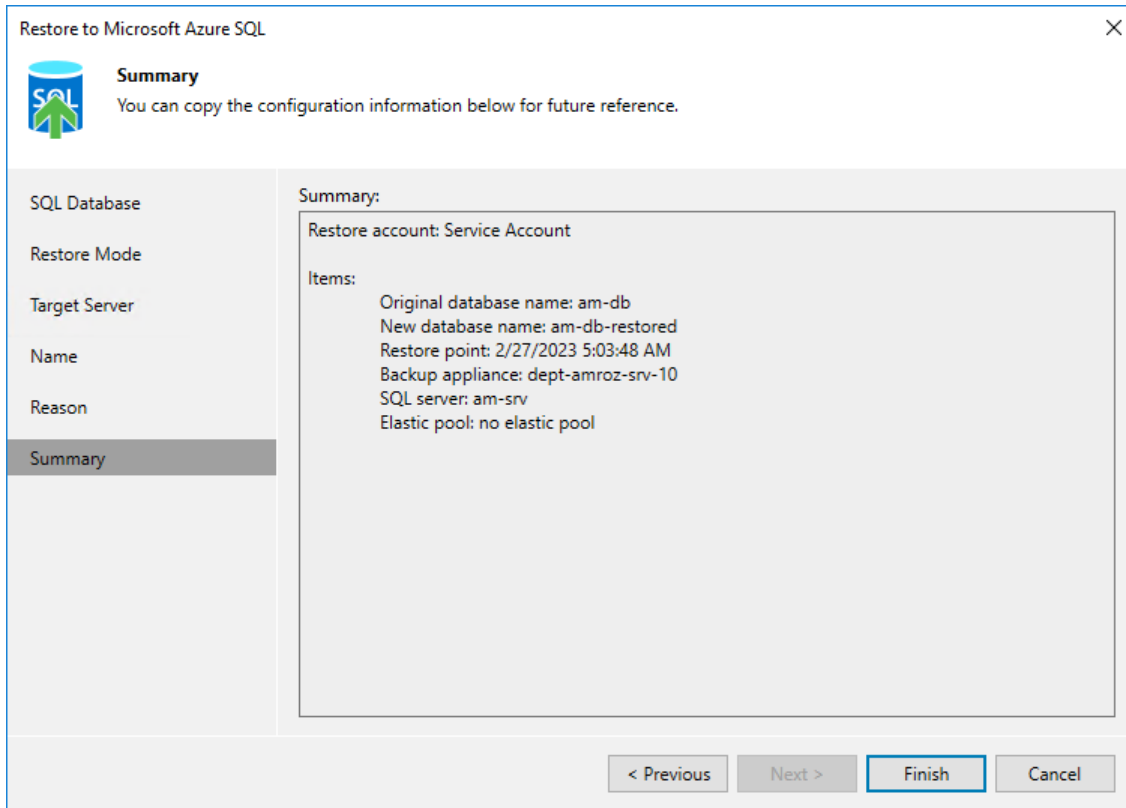 Restore to Microsoft Azure SQL
SQL
Summary
You can copy the configuration information below for future reference.
SQL Database
Restore Mode
Target Server
Name
Reason
Summary
Summary:
Restore account: Service Account
Items:
Original database name: am-db
New database name: am-db-restored
Restore point: 2/27/2023 5:03:48 AM
Backup appliance: dept-amroz-srv-10
SQL server: am-srv
Elastic pool: no elastic pool
< Previous
Next >
Finish
Cancel